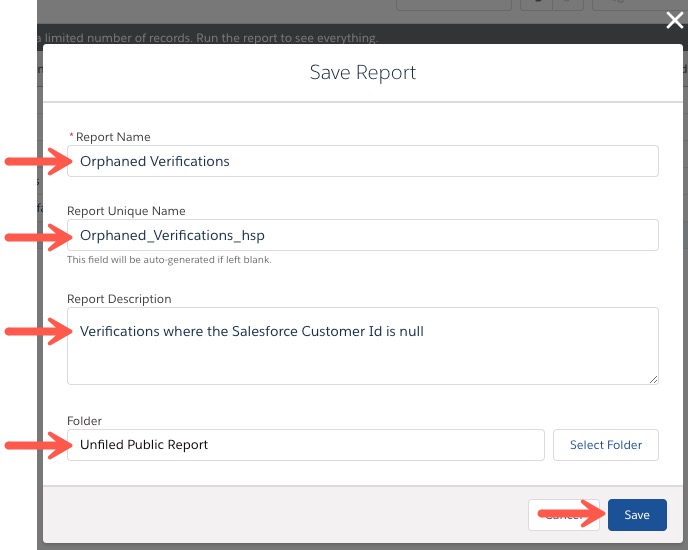 a limited number of records. Run the report to see everything.
Save Report
* Report Name
Orphaned Verifications
Report Unique Name
Orphaned_Verifications_hsp
This field will be auto-generated if left blank.
Report Description
Verifications where the Salesforce Customer Id is null
Folder
Unfiled Public Report
Select Folder
Cancel
Save